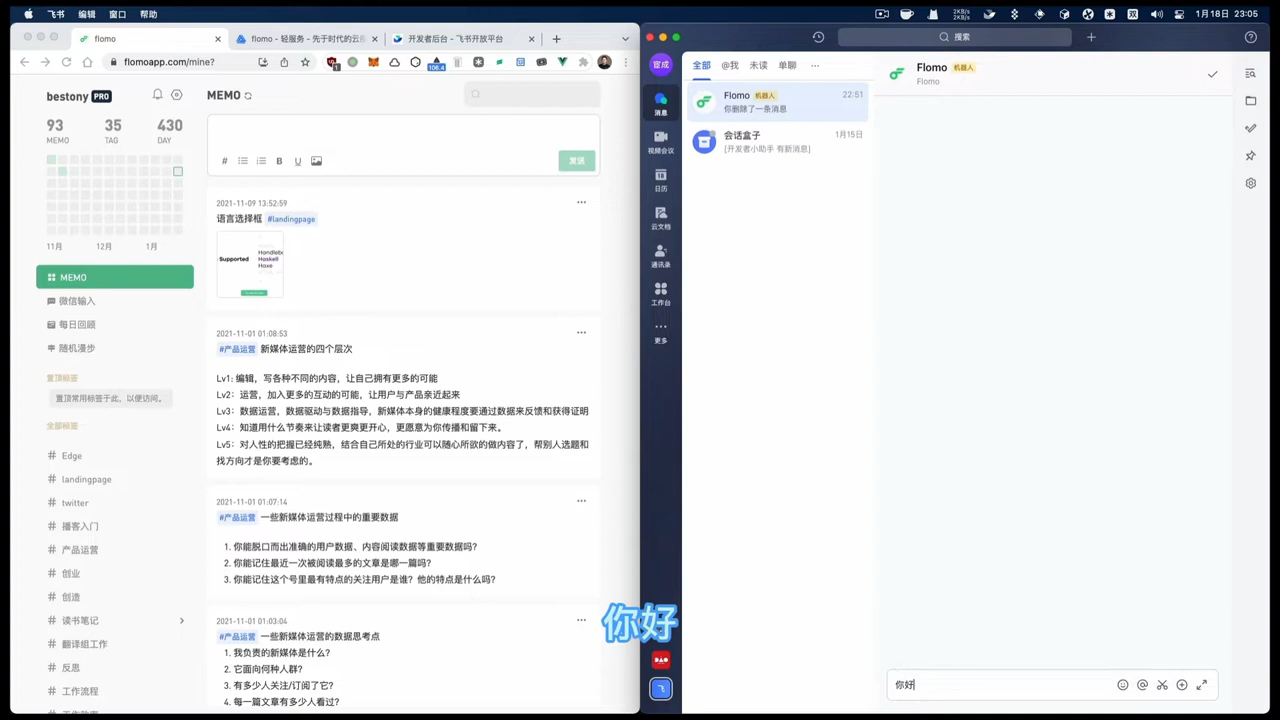 飞书 编辑 窗口 帮助
2KB/s
2KB/s
双
1月18日 23:05
flomo
flomo - 轻服务 - 先于时代的云后
开发者后台 - 飞书开放平台
flomoapp.com/mine?
1
106.4
bestony PRO
93 35 430
MEMO TAG DAY
11月 12月 1月
MEMO
微信输入
每日回顾
随机漫步
置顶标签
置顶常用标签于此，以便访问。
全部标签
# Edge
# landingpage
# twitter
# 播客入门
# 产品运营
# 创业
# 创造
# 读书笔记
# 翻译组工作
# 反思
# 工作流程
MEMO
# B U
发送
2021-11-09 13:52:59
语言选择框 #landingpage
Supported
Handleba
Haskell
Haxe
2021-11-01 01:08:53
#产品运营 新媒体运营的四个层次
Lv1: 编辑，写各种不同的内容，让自己拥有更多的可能
Lv2：运营，加入更多的互动的可能，让用户与产品亲近起来
Lv3：数据运营，数据驱动与数据指导，新媒体本身的健康程度要通过数据来反馈和获得证明
Lv4：知道用什么节奏来让读者更爽更开心，更愿意为你传播和留下来。
Lv5：对人性的把握已经纯熟，结合自己所处的行业可以随心所欲的做内容了，帮别人选题和
找方向才是你要考虑的。
2021-11-01 01:07:14
#产品运营 一些新媒体运营过程中的重要数据
1. 你能脱口而出准确的用户数据、内容阅读数据等重要数据吗？
2. 你能记住最近一次被阅读最多的文章是哪一篇吗？
3. 你能记住这个号里最有特点的关注用户是谁？他的特点是什么吗？
2021-11-01 01:03:04
#产品运营 一些新媒体运营的数据思考点
1. 我负责的新媒体是什么？
2. 它面向何种人群？
3. 有多少人关注/订阅了它？
4. 每一篇文章有多少人看过？
你好
搜索
宦成
消息
视频会议
18
日历
云文档
通讯录
工作台
更多
全部 @我 未读 单聊 ···
Flomo 机器人 22:51
你删除了一条消息
会话盒子 1月15日
[开发者小助手 有新消息]
Flomo 机器人
Flomo
你好